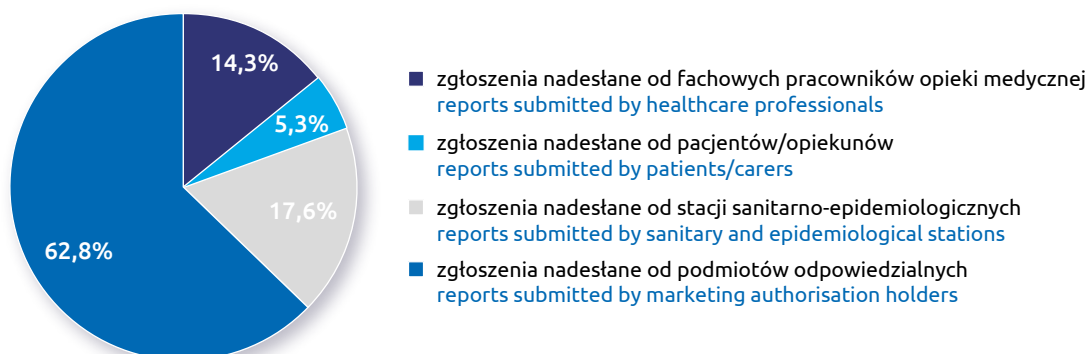 14,3%
5,3%
17,6%
62,8%
zgłoszenia nadesłane od fachowych pracowników opieki medycznej
reports submitted by healthcare professionals
zgłoszenia nadesłane od pacjentów/opiekunów
reports submitted by patients/carers
zgłoszenia nadesłane od stacji sanitarno-epidemiologicznych
reports submitted by sanitary and epidemiological stations
zgłoszenia nadesłane od podmiotów odpowiedzialnych
reports submitted by marketing authorisation holders